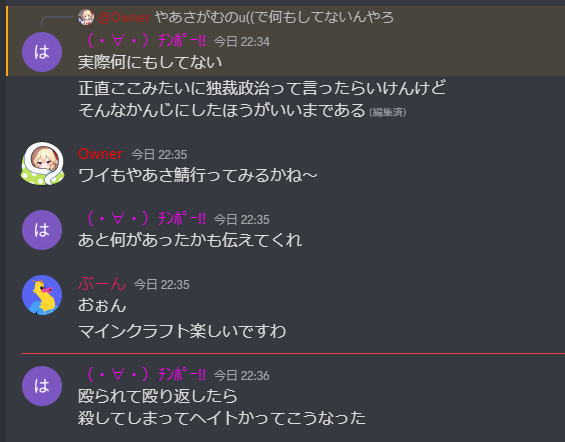 @Owner やあさがむのu((で何もしてないんやろ
は
（・∀・）ﾁﾝﾎﾟｰ!! 今日 22:34
実際何にもしてない
正直ここみたいに独裁政治って言ったらいけんけど
そんなかんじにしたほうがいいまである (編集済)
Owner 今日 22:35
ワイもやあさ鯖行ってみるかね～
は
（・∀・）ﾁﾝﾎﾟｰ!! 今日 22:35
あと何があったかも伝えてくれ
ぶーん 今日 22:35
おぉん
マインクラフト楽しいですわ
は
（・∀・）ﾁﾝﾎﾟｰ!! 今日 22:36
殴られて殴り返したら
殺してしまってヘイトかってこうなった